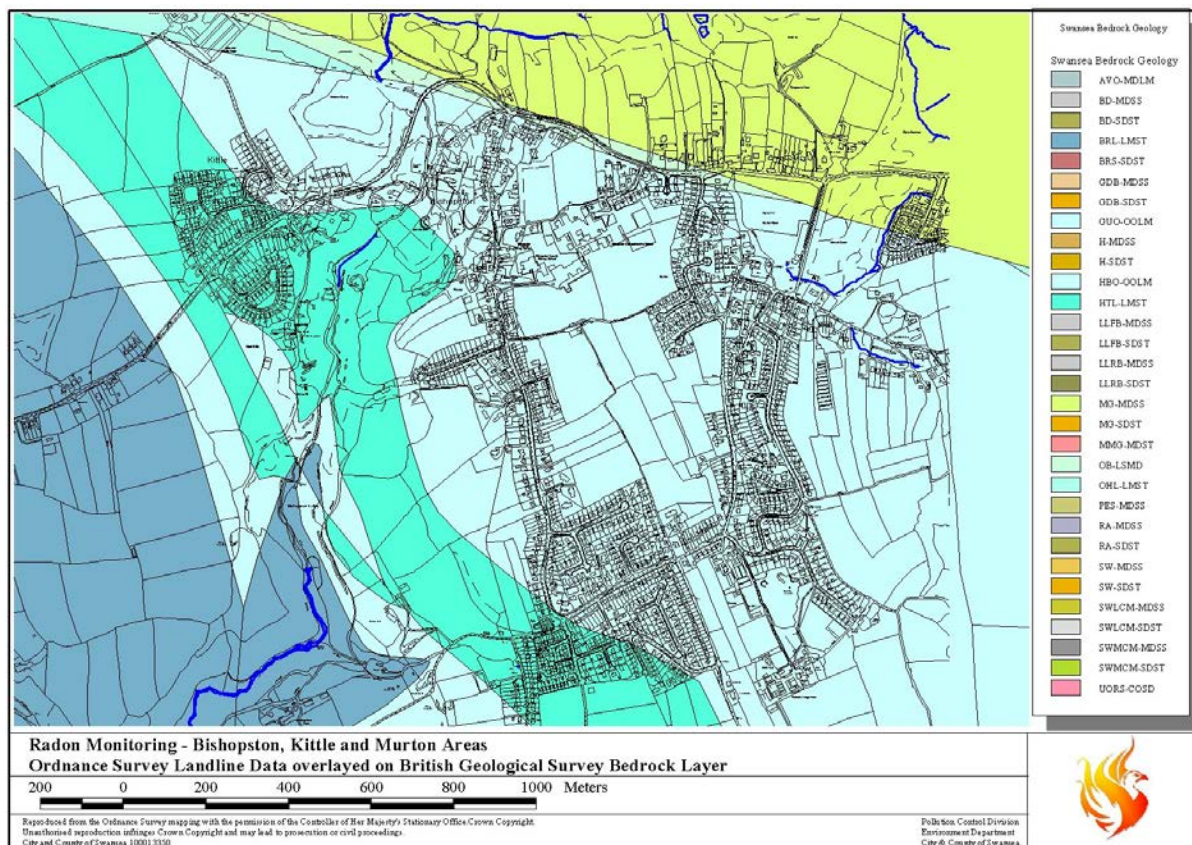 Kittle
Bishopston
Swansea Bedrock Geology
Swansea Bedrock Geology
AVO-MDLM
BD-MDSS
BD-SDST
BRL-LMST
BRS-SDST
GDB-MDSS
GDB-SDST
GUO-OOLM
H-MDSS
H-SDST
HBO-OOLM
HTL-LMST
LLFB-MDSS
LLFB-SDST
LLRB-MDSS
LLRB-SDST
MG-MDSS
MG-SDST
MMG-MDST
OB-LSMD
OHL-LMST
PES-MDSS
RA-MDSS
RA-SDST
SW-MDSS
SW-SDST
SWLCM-MDSS
SWLCM-SDST
SWMCM-MDSS
SWMCM-SDST
UORS-COSD
Radon Monitoring - Bishopston, Kittle and Murton Areas
Ordnance Survey Landline Data overlayed on British Geological Survey Bedrock Layer
200 0 200 400 600 800 1000 Meters
Reproduced from the Ordnance Survey mapping with the permission of the Controller of Her Majesty's Stationary Office.Crown Copyright
Unauthorised reproduction infringes Crown Copyright and may lead to prosecution or civil proceedings.
City and County of Swansea 100013350
Pollution Control Division
Environment Department
City & County of Swansea